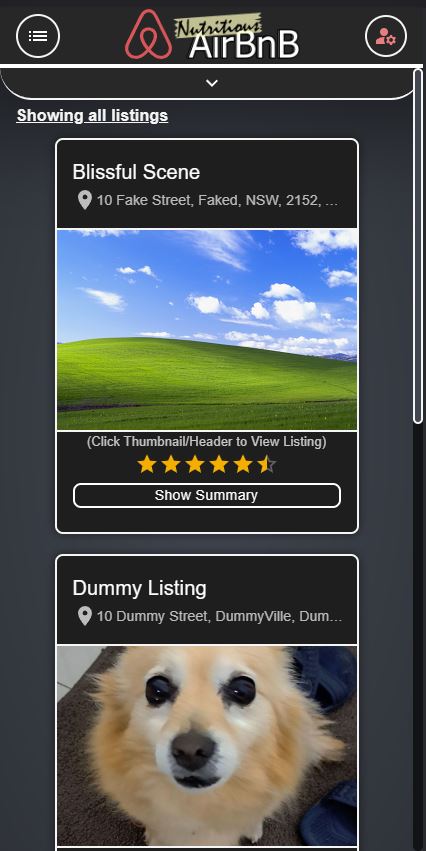 Nutritious
AirBnB
Showing all listings
Blissful Scene
10 Fake Street, Faked, NSW, 2152, ...
(Click Thumbnail/Header to View Listing)
Show Summary
Dummy Listing
10 Dummy Street, DummyVille, Dum...